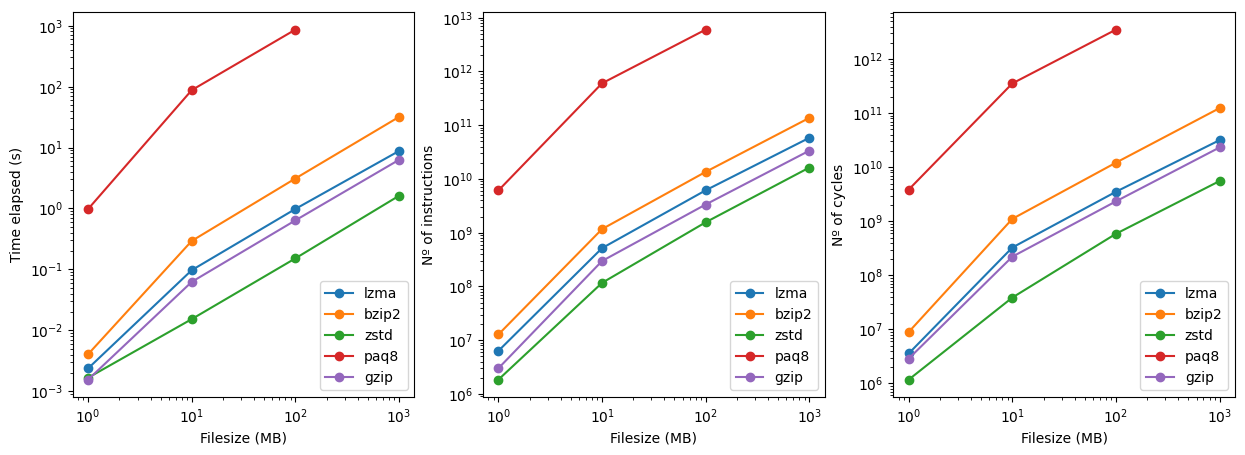 Time elapsed (s)
10³
10²
10¹
10⁰
10⁻¹
10⁻²
10⁻³
10⁰ 10¹ 10² 10³
Filesize (MB)
lzma
bzip2
zstd
paq8
gzip
Nº of instructions
10¹³
10¹²
10¹¹
10¹⁰
10⁹
10⁸
10⁷
10⁶
10⁰ 10¹ 10² 10³
Filesize (MB)
lzma
bzip2
zstd
paq8
gzip
Nº of cycles
10¹²
10¹¹
10¹⁰
10⁹
10⁸
10⁷
10⁶
10⁰ 10¹ 10² 10³
Filesize (MB)
lzma
bzip2
zstd
paq8
gzip